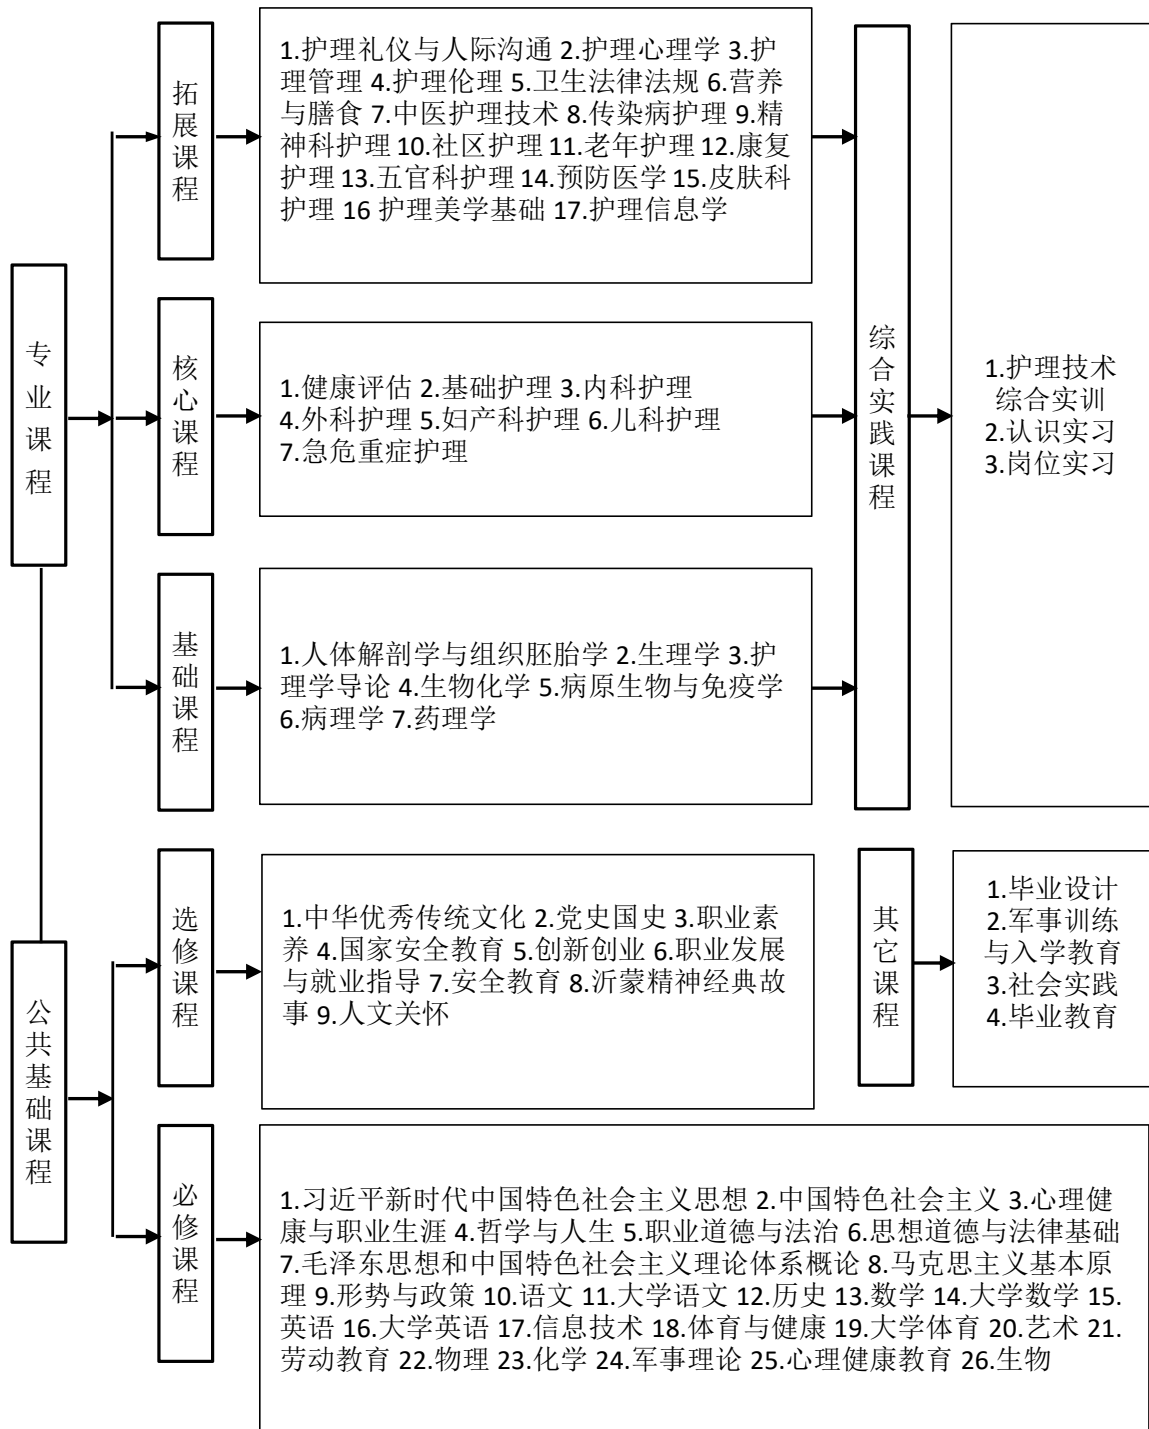 专业课程
拓展课程
1.护理礼仪与人际沟通 2.护理心理学 3.护
理管理 4.护理伦理 5.卫生法律法规 6.营养
与膳食 7.中医护理技术 8.传染病护理 9.精
神科护理 10.社区护理 11.老年护理 12.康复
护理 13.五官科护理 14.预防医学 15.皮肤科
护理 16 护理美学基础 17.护理信息学
核心课程
1.健康评估 2.基础护理 3.内科护理
4.外科护理 5.妇产科护理 6.儿科护理
7.急危重症护理
基础课程
1.人体解剖学与组织胚胎学 2.生理学 3.护
理学导论 4.生物化学 5.病原生物与免疫学
6.病理学 7.药理学
综合实践课程
1.护理技术
综合实训
2.认识实习
3.岗位实习
公共基础课程
选修课程
1.中华优秀传统文化 2.党史国史 3.职业素
养 4.国家安全教育 5.创新创业 6.职业发展
与就业指导 7.安全教育 8.沂蒙精神经典故
事 9.人文关怀
其它课程
1.毕业设计
2.军事训练
与入学教育
3.社会实践
4.毕业教育
必修课程
1.习近平新时代中国特色社会主义思想 2.中国特色社会主义 3.心理健
康与职业生涯 4.哲学与人生 5.职业道德与法治 6.思想道德与法律基础
7.毛泽东思想和中国特色社会主义理论体系概论 8.马克思主义基本原
理 9.形势与政策 10.语文 11.大学语文 12.历史 13.数学 14.大学数学 15.
英语 16.大学英语 17.信息技术 18.体育与健康 19.大学体育 20.艺术 21.
劳动教育 22.物理 23.化学 24.军事理论 25.心理健康教育 26.生物